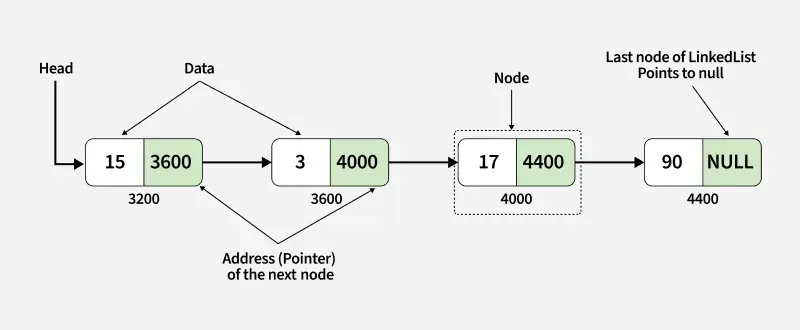 Head
Data
Node
Last node of LinkedList
Points to null
15 3600
3 4000
17 4400
90 NULL
3200
3600
4000
4400
Address (Pointer)
of the next node